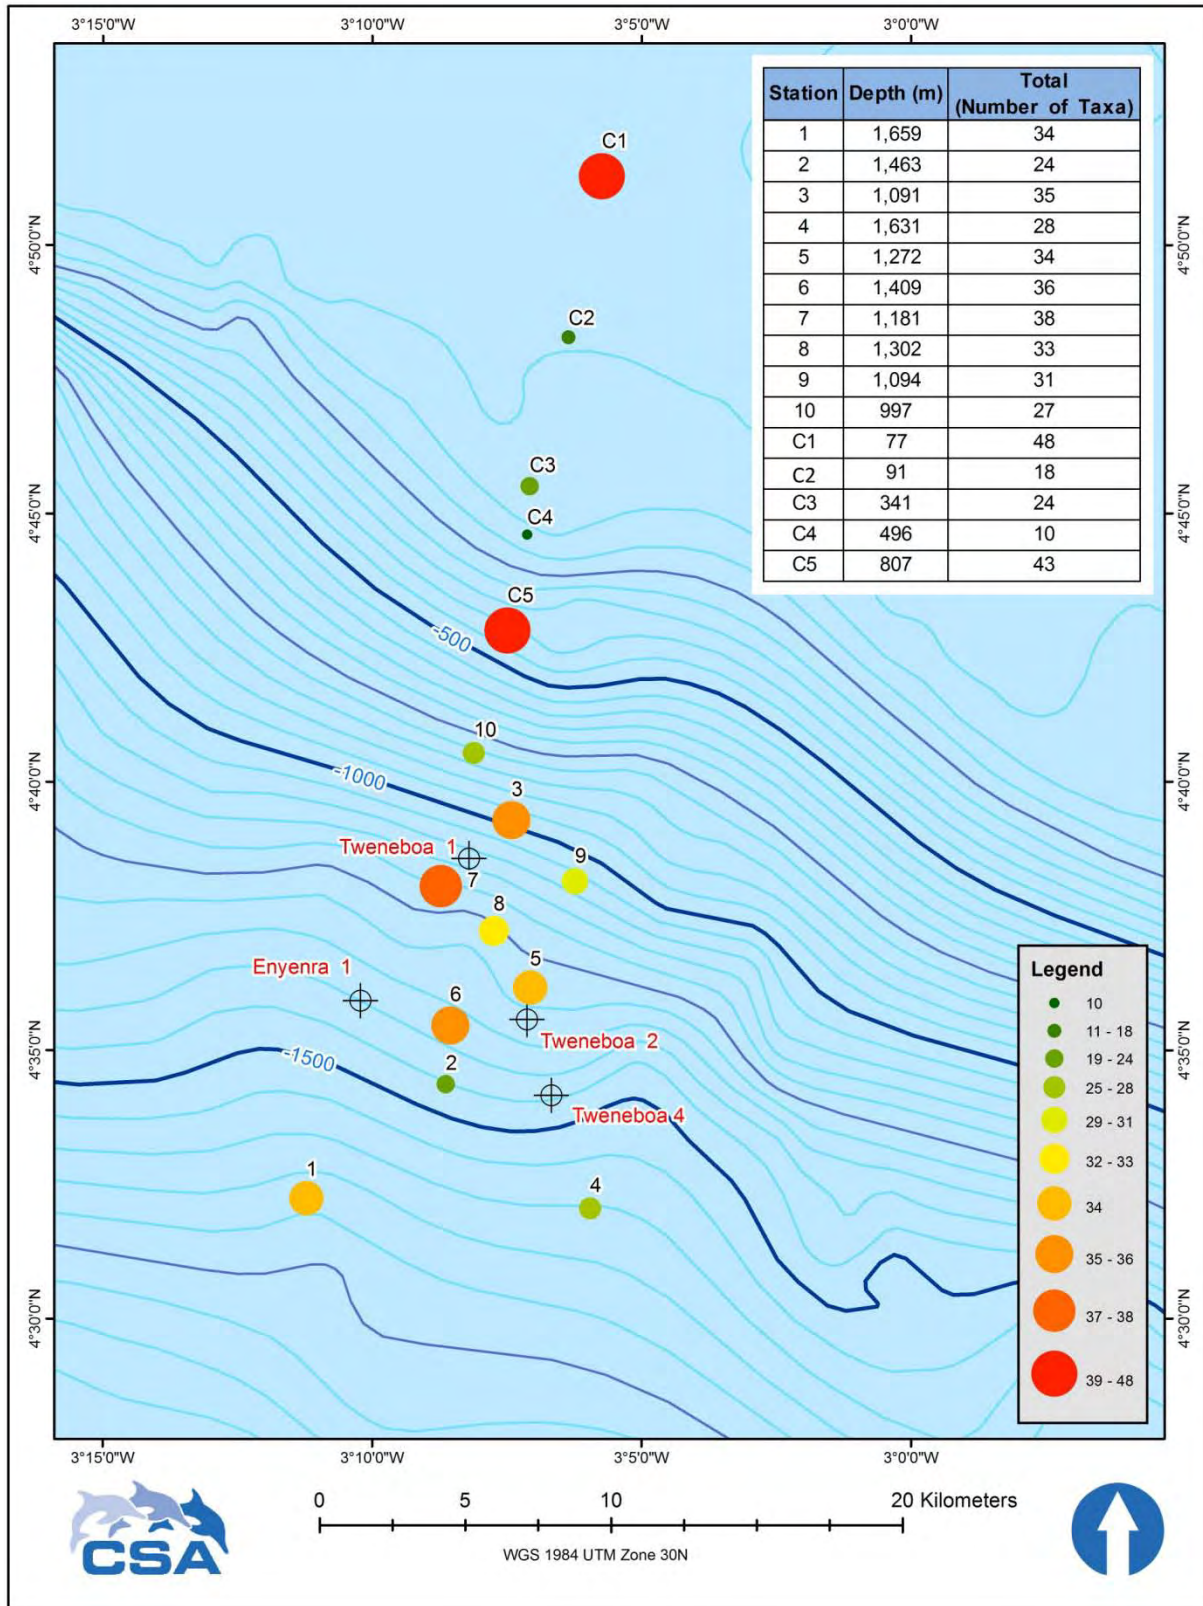 3°15'0"W 3°10'0"W 3°5'0"W 3°0'0"W
Station Depth (m) Total (Number of Taxa)
1 1,659 34
2 1,463 24
3 1,091 35
4 1,631 28
5 1,272 34
6 1,409 36
7 1,181 38
8 1,302 33
9 1,094 31
10 997 27
C1 77 48
C2 91 18
C3 341 24
C4 496 10
C5 807 43
C1
4°50'0"N 4°50'0"N
C2
C3
4°45'0"N 4°45'0"N
C4
C5
-500
10
4°40'0"N 4°40'0"N
-1000
3
Tweneboa 1
9
7
8
Enyenra 1
5
6
Tweneboa 2
4°35'0"N 4°35'0"N
-1500
2
Tweneboa 4
1
4
4°30'0"N 4°30'0"N
Legend
10
11 - 18
19 - 24
25 - 28
29 - 31
32 - 33
34
35 - 36
37 - 38
39 - 48
3°15'0"W 3°10'0"W 3°5'0"W 3°0'0"W
CSA
0 5 10 20 Kilometers
WGS 1984 UTM Zone 30N